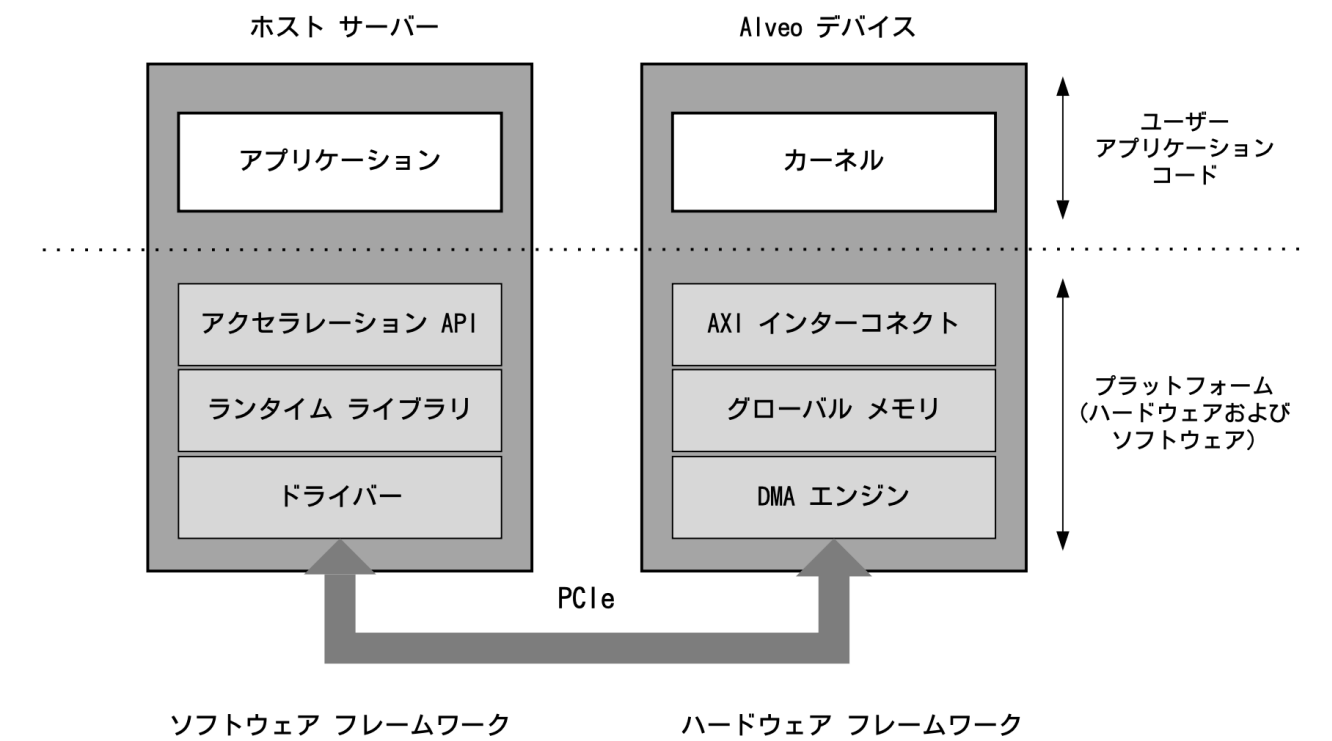 ホスト サーバー
Alveo デバイス
アプリケーション
カーネル
ユーザー
アプリケーション
コード
アクセラレーション API
AXI インターコネクト
ランタイム ライブラリ
グローバル メモリ
プラットフォーム
(ハードウェアおよび
ソフトウェア)
ドライバー
DMA エンジン
PCIe
ソフトウェア フレームワーク
ハードウェア フレームワーク